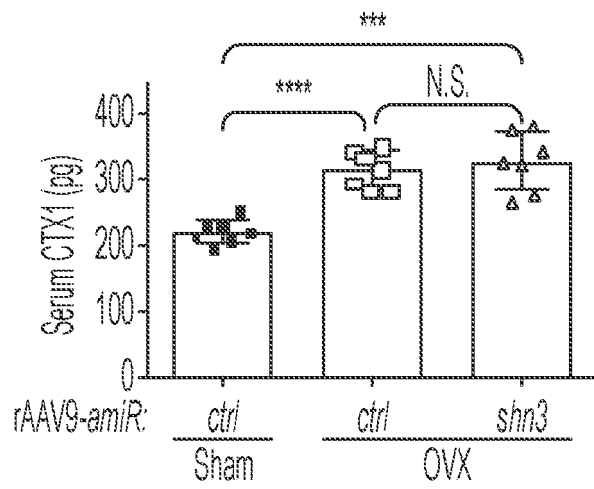 ***
**** N.S.
400
300
200
100
0
Serum CTX1 (pg)
rAAV9-amiR: ctrl ctrl shn3
Sham OVX